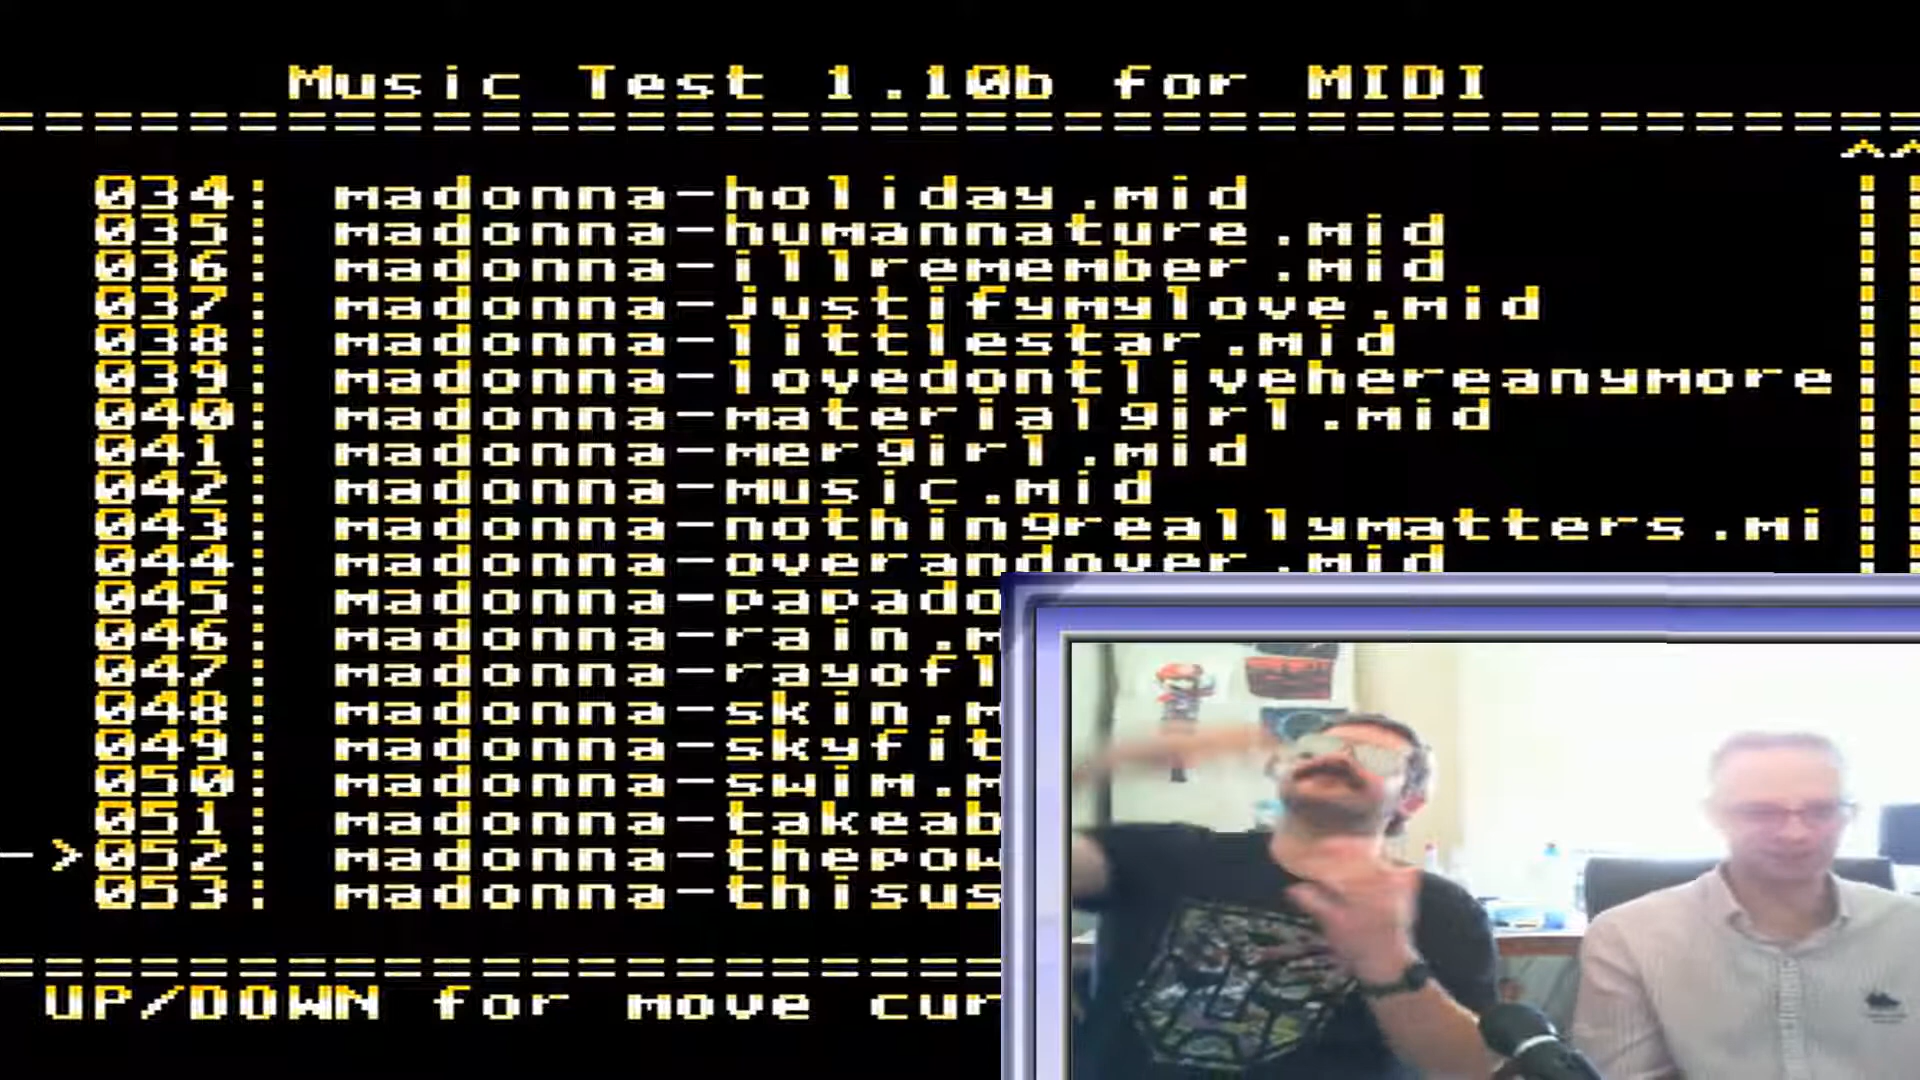 Music Test 1.10b for MIDI
========================================
^^
034: madonna-holiday.mid
035: madonna-humannature.mid
036: madonna-illremember.mid
037: madonna-justifymylove.mid
038: madonna-littlestar.mid
039: madonna-lovedontlivehereanymore
040: madonna-materialgirl.mid
041: madonna-mergirl.mid
042: madonna-music.mid
043: madonna-nothingreallymatters.mi
044: madonna-overandover.mid
045: madonna-papado
046: madonna-rain.m
047: madonna-rayofl
048: madonna-skin.m
049: madonna-skyfit
050: madonna-swim.m
051: madonna-takeab
->052: madonna-thepow
053: madonna-thisus
=====================
UP/DOWN for move cur